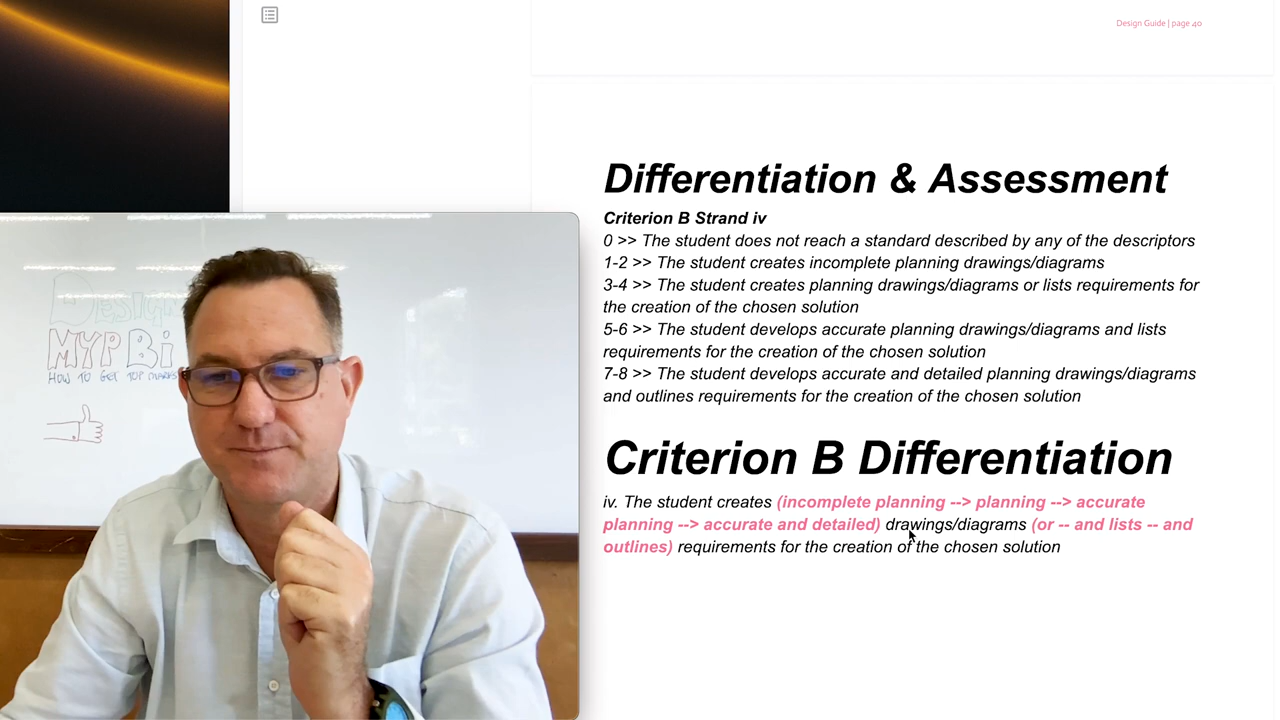 Design Guide | page 40
Differentiation & Assessment
Criterion B Strand iv
0 >> The student does not reach a standard described by any of the descriptors
1-2 >> The student creates incomplete planning drawings/diagrams
3-4 >> The student creates planning drawings/diagrams or lists requirements for
the creation of the chosen solution
5-6 >> The student develops accurate planning drawings/diagrams and lists
requirements for the creation of the chosen solution
7-8 >> The student develops accurate and detailed planning drawings/diagrams
and outlines requirements for the creation of the chosen solution
Criterion B Differentiation
iv. The student creates (incomplete planning --> planning --> accurate
planning --> accurate and detailed) drawings/diagrams (or -- and lists -- and
outlines) requirements for the creation of the chosen solution
Design
MYP Bi
HOW TO GET TOP MARKS